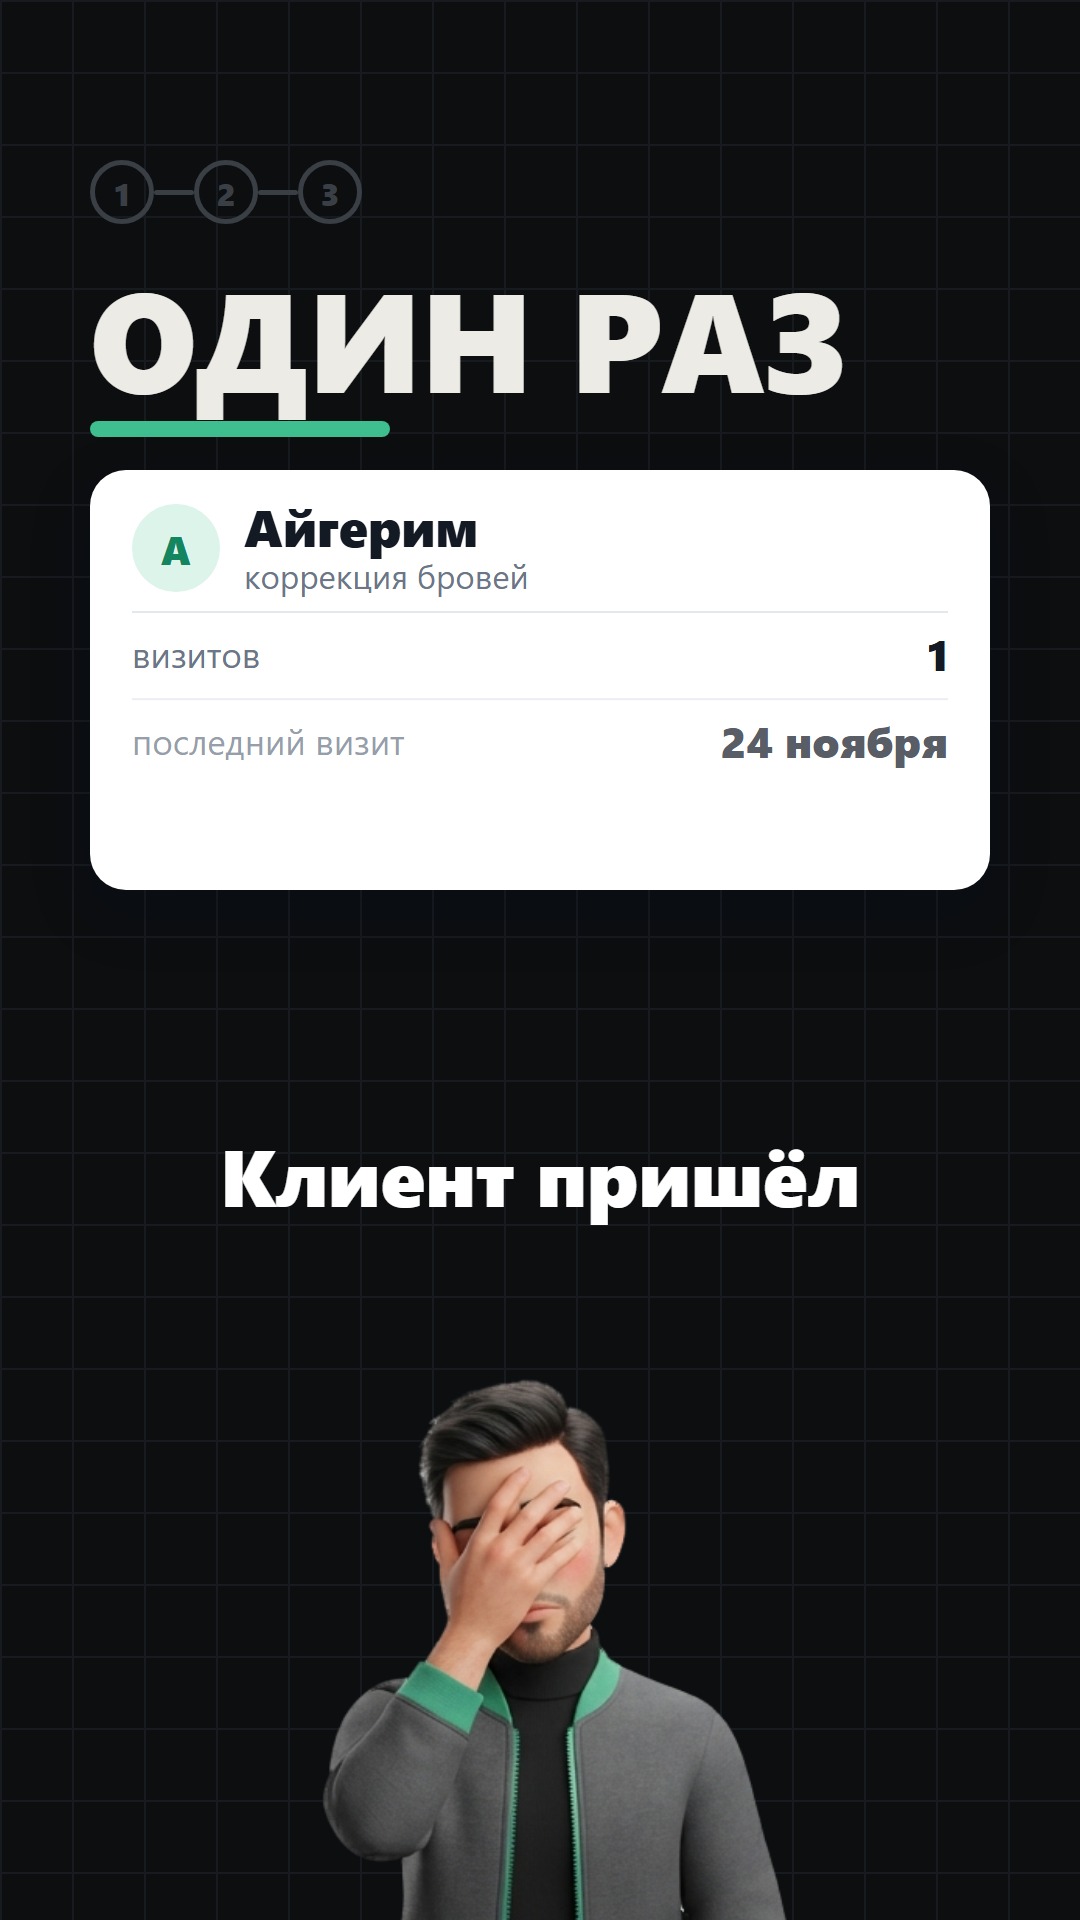 1 2 3
ОДИН РАЗ
А
Айгерим
коррекция бровей
визитов 1
последний визит 24 ноября
Клиент пришёл